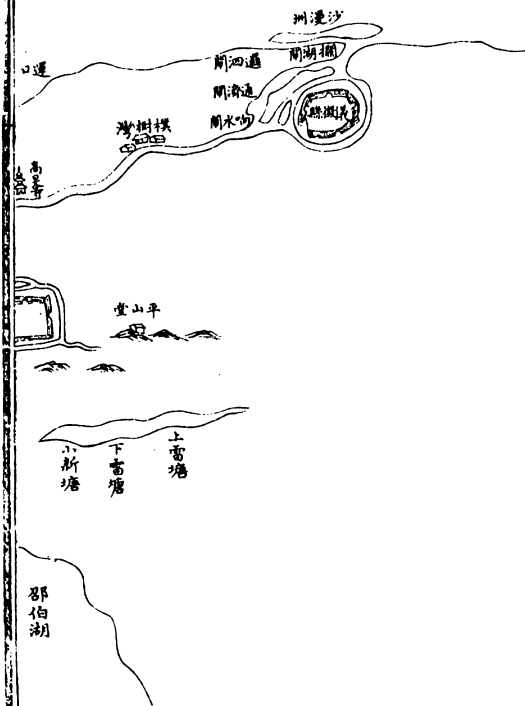 沙漫洲
攔潮閘
邏泗閘
通濟閘
响水閘
儀徵縣
運口
樸樹灣
高旻寺
平山堂
上雷塘
下雷塘
小新塘
邵伯湖